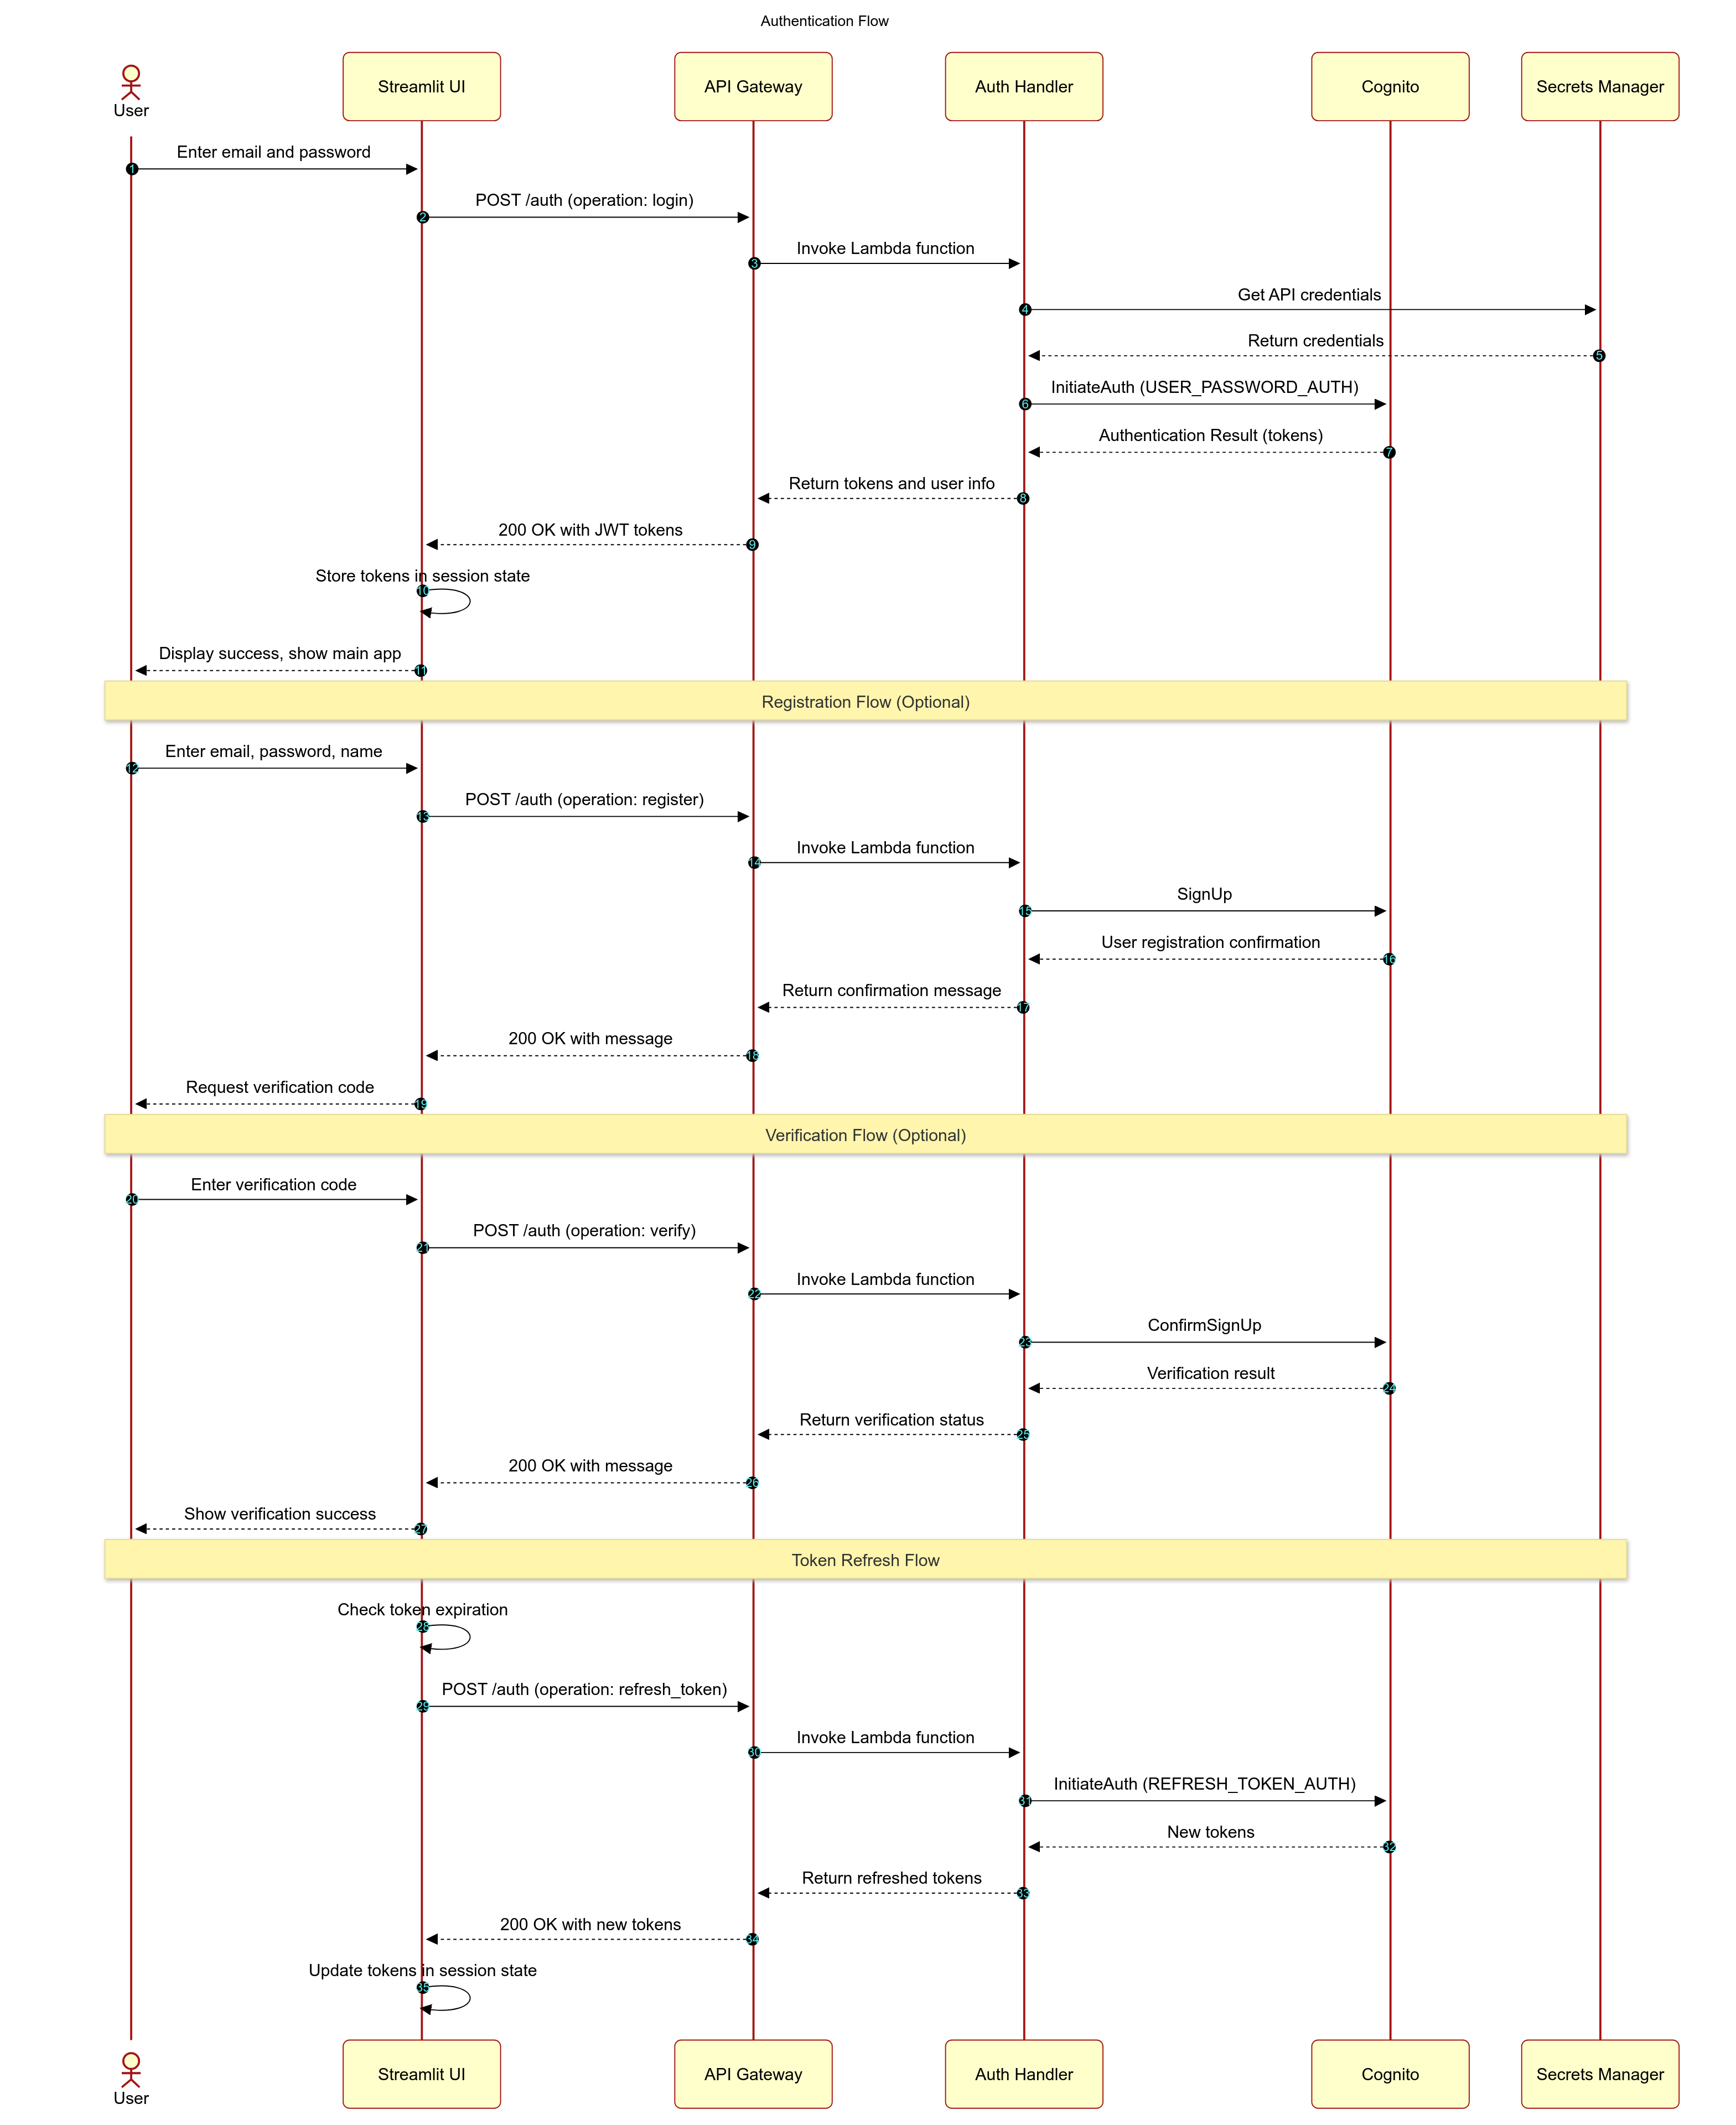 Authentication Flow
User
Streamlit UI
API Gateway
Auth Handler
Cognito
Secrets Manager
Enter email and password
1
POST /auth (operation: login)
2
Invoke Lambda function
3
Get API credentials
4
Return credentials
5
InitiateAuth (USER_PASSWORD_AUTH)
6
Authentication Result (tokens)
7
Return tokens and user info
8
200 OK with JWT tokens
9
Store tokens in session state
10
Display success, show main app
11
Registration Flow (Optional)
Enter email, password, name
12
POST /auth (operation: register)
13
Invoke Lambda function
14
SignUp
15
User registration confirmation
16
Return confirmation message
17
200 OK with message
18
Request verification code
19
Verification Flow (Optional)
Enter verification code
20
POST /auth (operation: verify)
21
Invoke Lambda function
22
ConfirmSignUp
23
Verification result
24
Return verification status
25
200 OK with message
26
Show verification success
27
Token Refresh Flow
Check token expiration
28
POST /auth (operation: refresh_token)
29
Invoke Lambda function
30
InitiateAuth (REFRESH_TOKEN_AUTH)
31
New tokens
32
Return refreshed tokens
33
200 OK with new tokens
34
Update tokens in session state
35
User
Streamlit UI
API Gateway
Auth Handler
Cognito
Secrets Manager